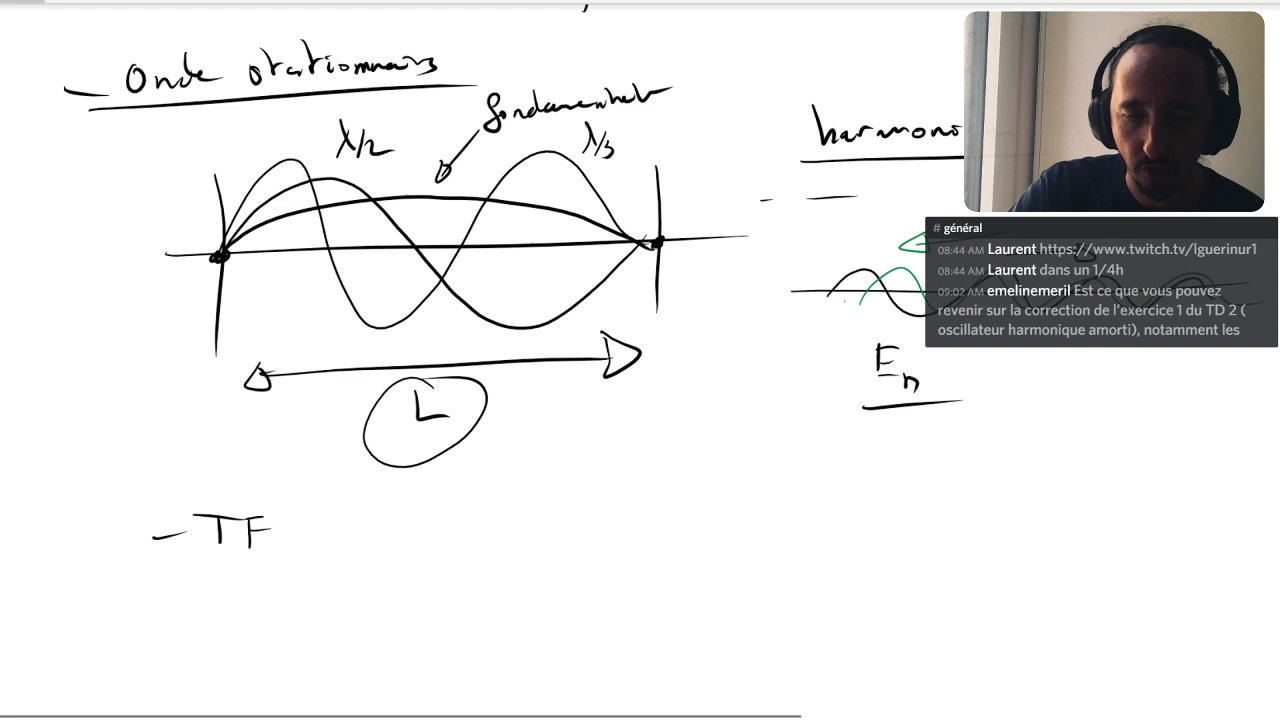 Onde stationnaire
fondamental
λ/2
λ/3
L
harmono
En
- TF
# général
08:44 AM Laurent https://www.twitch.tv/lguerinur1
08:44 AM Laurent dans un 1/4h
09:02 AM emelinemeril Est ce que vous pouvez
revenir sur la correction de l'exercice 1 du TD 2 (
oscillateur harmonique amorti), notamment les